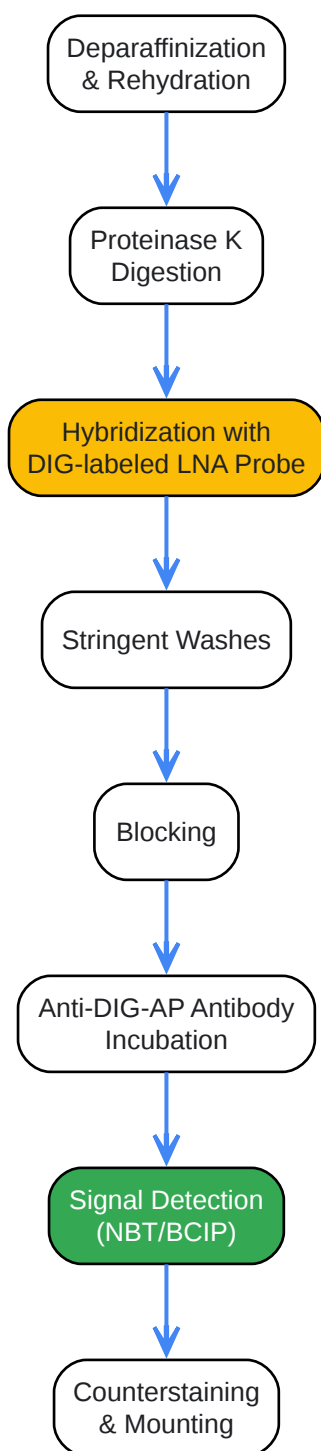 Deparaffinization
& Rehydration
Proteinase K
Digestion
Hybridization with
DIG-labeled LNA Probe
Stringent Washes
Blocking
Anti-DIG-AP Antibody
Incubation
Signal Detection
(NBT/BCIP)
Counterstaining
& Mounting